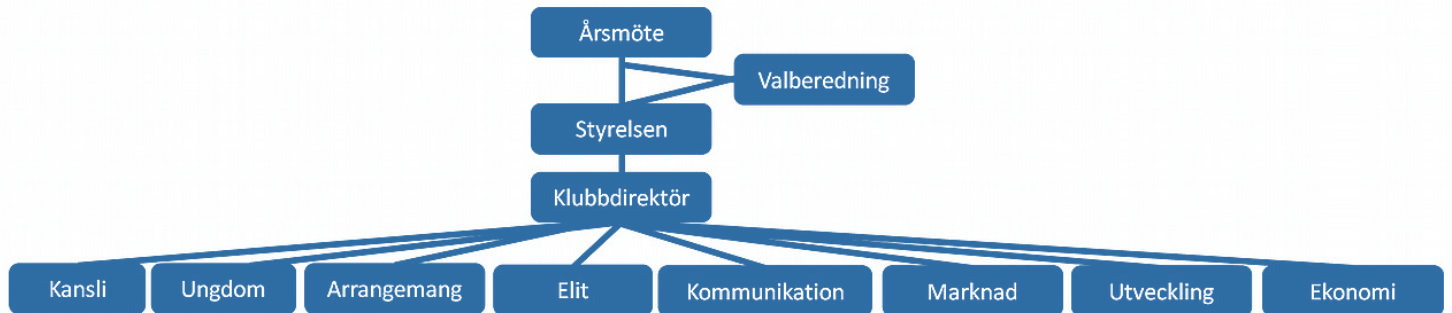 Årsmöte
Valberedning
Styrelsen
Klubbdirektör
Kansli
Ungdom
Arrangemang
Elit
Kommunikation
Marknad
Utveckling
Ekonomi